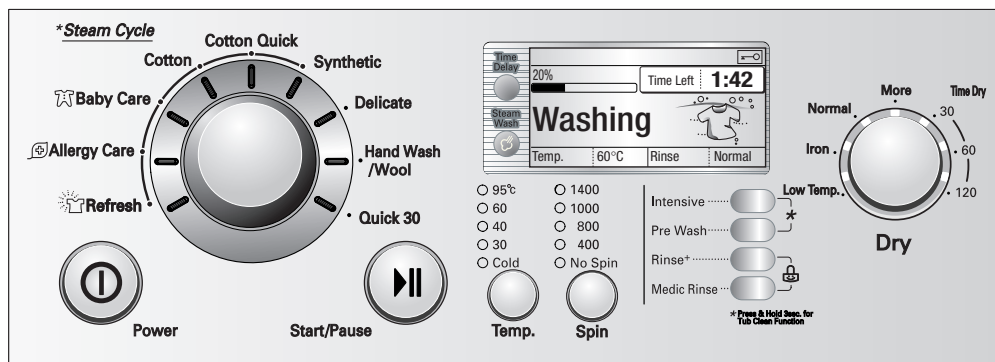 *Steam Cycle
Cotton Quick
Cotton
Synthetic
Baby Care
Delicate
Allergy Care
Hand Wash
/Wool
Refresh
Quick 30
Power
Start/Pause
Time
Delay
Steam
Wash
20%
Time Left 1:42
Washing
Temp. 60°C Rinse Normal
95℃
60
40
30
Cold
Temp.
1400
1000
800
400
No Spin
Spin
Intensive
Pre Wash
*
Rinse+
Medic Rinse
*Press & Hold 3sec. for
Tub Clean Function
More
Time Dry
Normal
30
Iron
60
Low Temp.
120
Dry